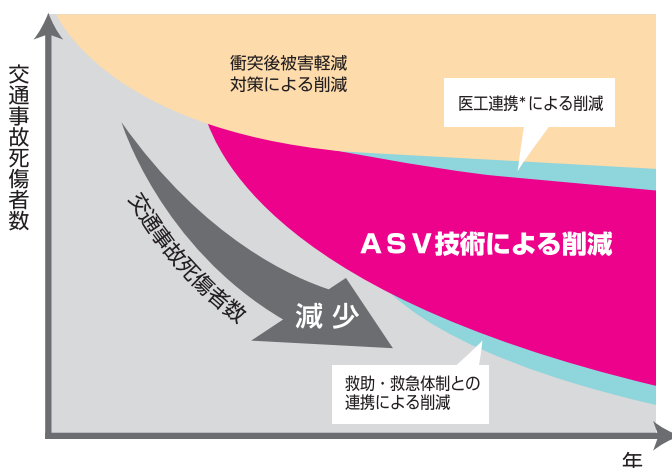 交通事故死傷者数
衝突後被害軽減
対策による削減
医工連携*による削減
ASV技術による削減
交通事故死傷者数
減少
救助・救急体制との
連携による削減
年